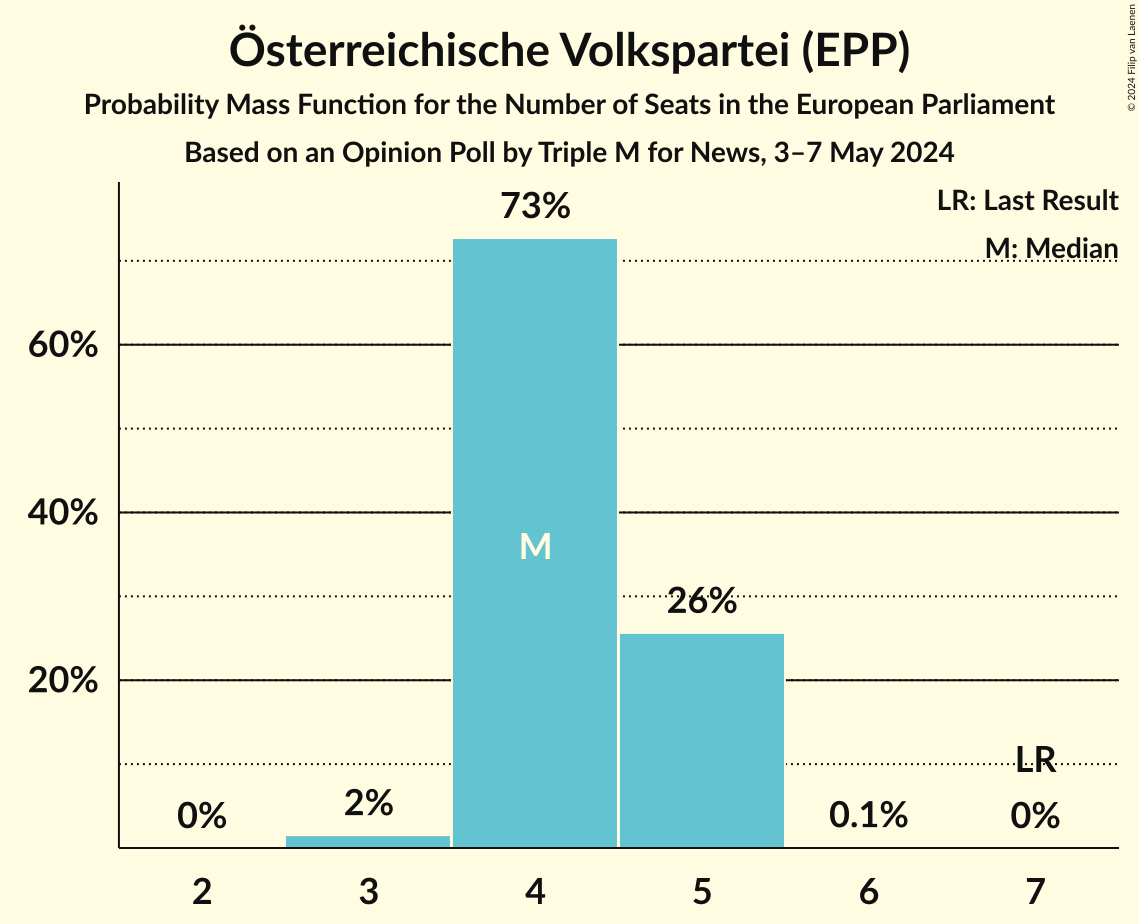 Österreichische Volkspartei (EPP)
Probability Mass Function for the Number of Seats in the European Parliament
Based on an Opinion Poll by Triple M for News, 3–7 May 2024
© 2024 Filip van Laenen
LR: Last Result
M: Median
73%
60%
40%
M
26%
20%
LR
0%
2%
0.1%
0%
2 3 4 5 6 7